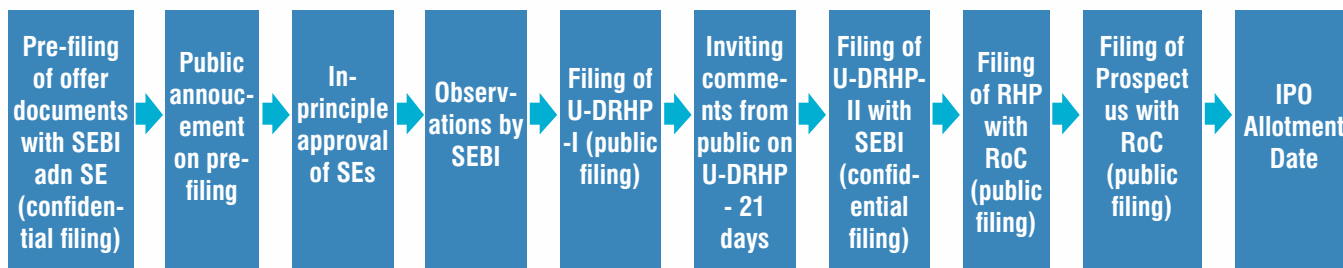 Pre-filing
of offer
documents
with SEBI
adn SE
(confiden-
tial filing)
Public
annouc-
ement
on pre-
filing
In-
principle
approval
of SEs
Observ-
ations by
SEBI
Filing of
U-DRHP
-I (public
filing)
Inviting
comme-
nts from
public on
U-DRHP
- 21
days
Filing of
U-DRHP-
II with
SEBI
(confid-
ential
filing)
Filing
of RHP
with
RoC
(public
filing)
Filing of
Prospect
us with
RoC
(public
filing)
IPO
Allotment
Date